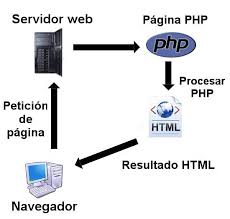 Servidor web
Página PHP
php
Procesar
PHP
Petición
de
página
HTML
Resultado HTML
Navegador